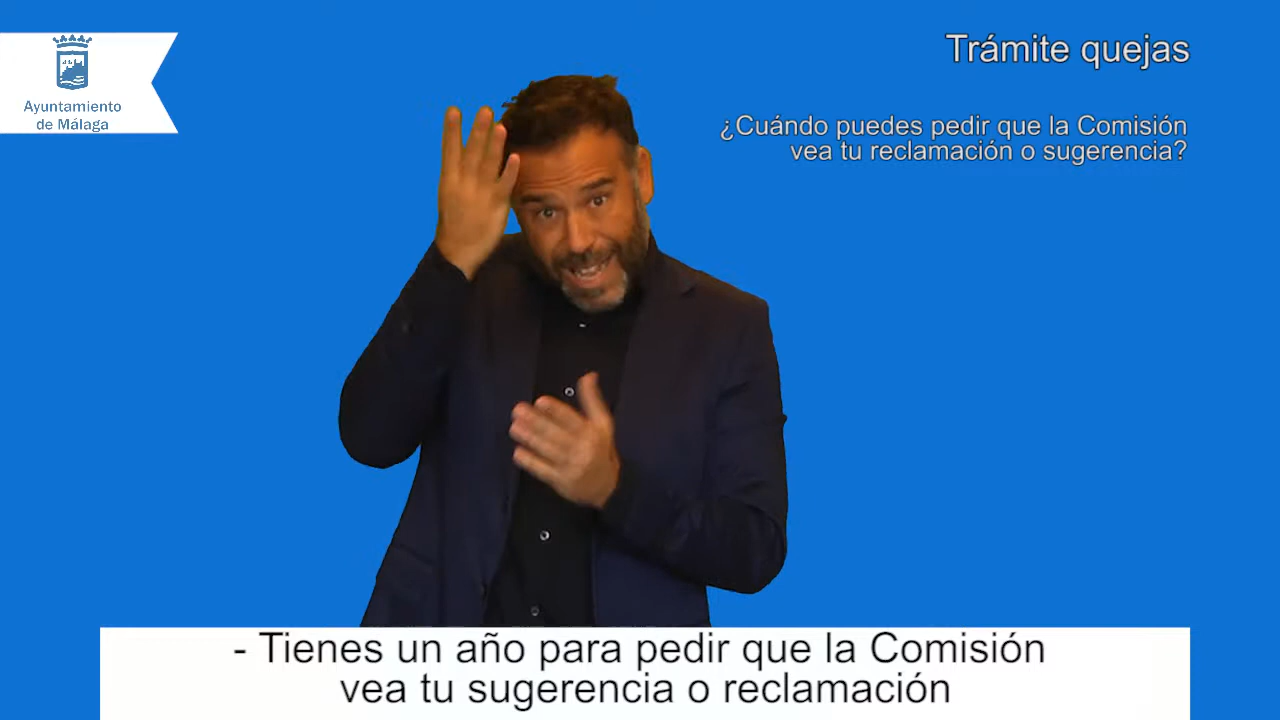 Ayuntamiento
de Málaga
Trámite quejas
¿Cuándo puedes pedir que la Comisión
vea tu reclamación o sugerencia?
- Tienes un año para pedir que la Comisión
vea tu sugerencia o reclamación